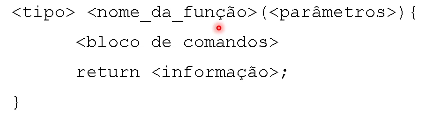 <tipo> <nome_da_função>(<parâmetros>){
<bloco de comandos>
return <informação>;
}